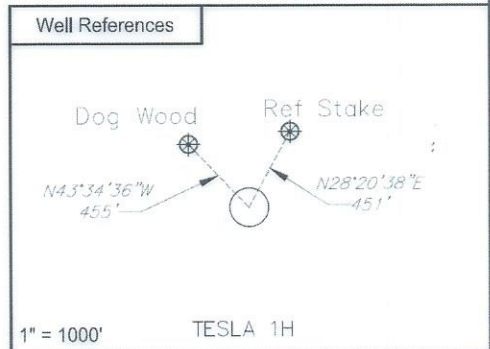 Well References
Dog Wood
Ref Stake
N43°34'36"W
455'
N28°20'38"E
451'
1" = 1000'
TESLA 1H